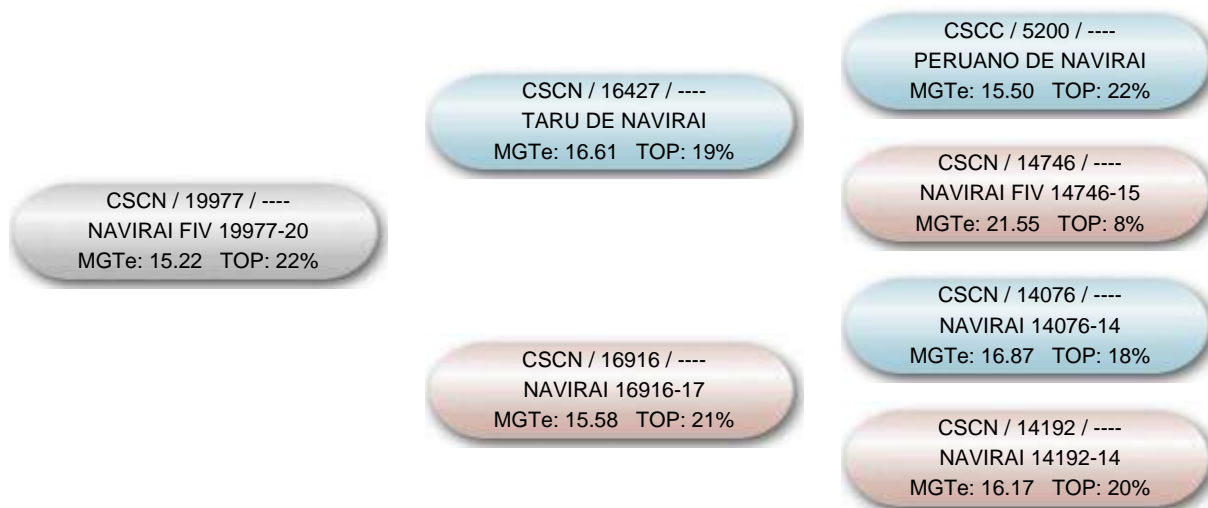 CSCC / 5200 / ----
PERUANO DE NAVIRAI
MGTe: 15.50 TOP: 22%
CSCN / 16427 / ----
TARU DE NAVIRAI
MGTe: 16.61 TOP: 19%
CSCN / 14746 / ----
NAVIRAI FIV 14746-15
MGTe: 21.55 TOP: 8%
CSCN / 19977 / ----
NAVIRAI FIV 19977-20
MGTe: 15.22 TOP: 22%
CSCN / 14076 / ----
NAVIRAI 14076-14
MGTe: 16.87 TOP: 18%
CSCN / 16916 / ----
NAVIRAI 16916-17
MGTe: 15.58 TOP: 21%
CSCN / 14192 / ----
NAVIRAI 14192-14
MGTe: 16.17 TOP: 20%